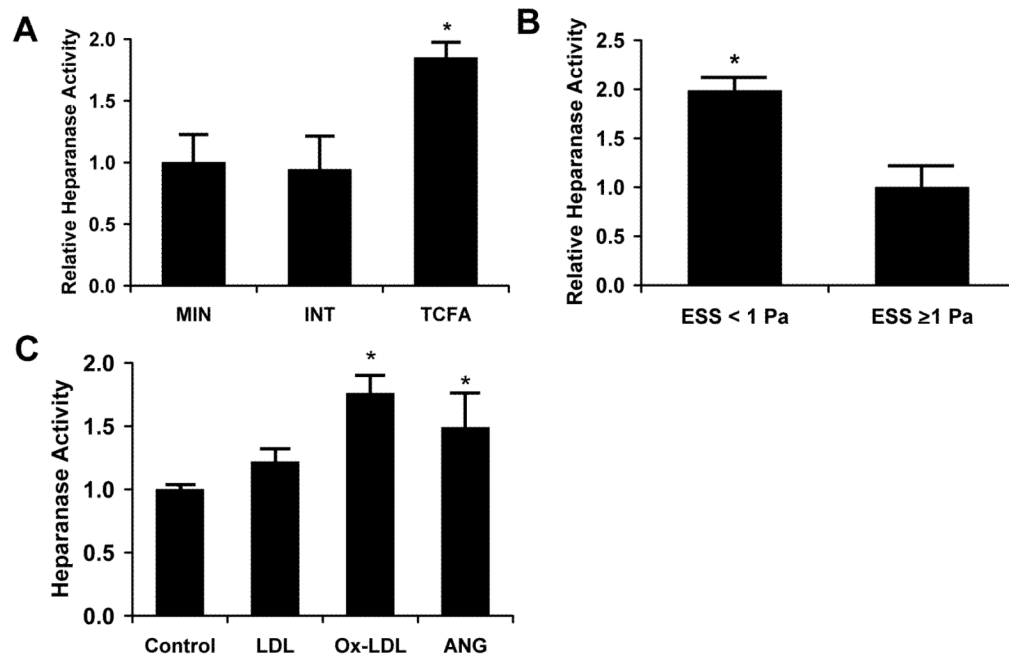 A
Relative Heparanase Activity
2.0
1.5
1.0
0.5
0.0
*
MIN INT TCFA
B
Relative Heparanase Activity
2.5
2.0
1.5
1.0
0.5
0.0
*
ESS < 1 Pa ESS ≥1 Pa
C
Heparanase Activity
2.0
1.5
1.0
0.5
0.0
* *
Control LDL Ox-LDL ANG